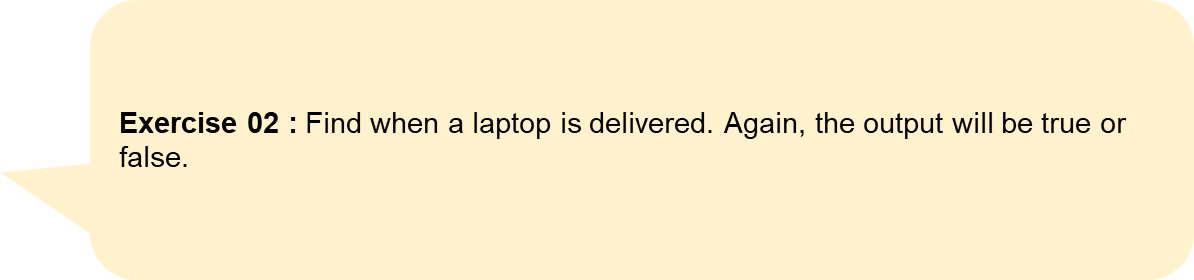 Exercise 02 : Find when a laptop is delivered. Again, the output will be true or
false.